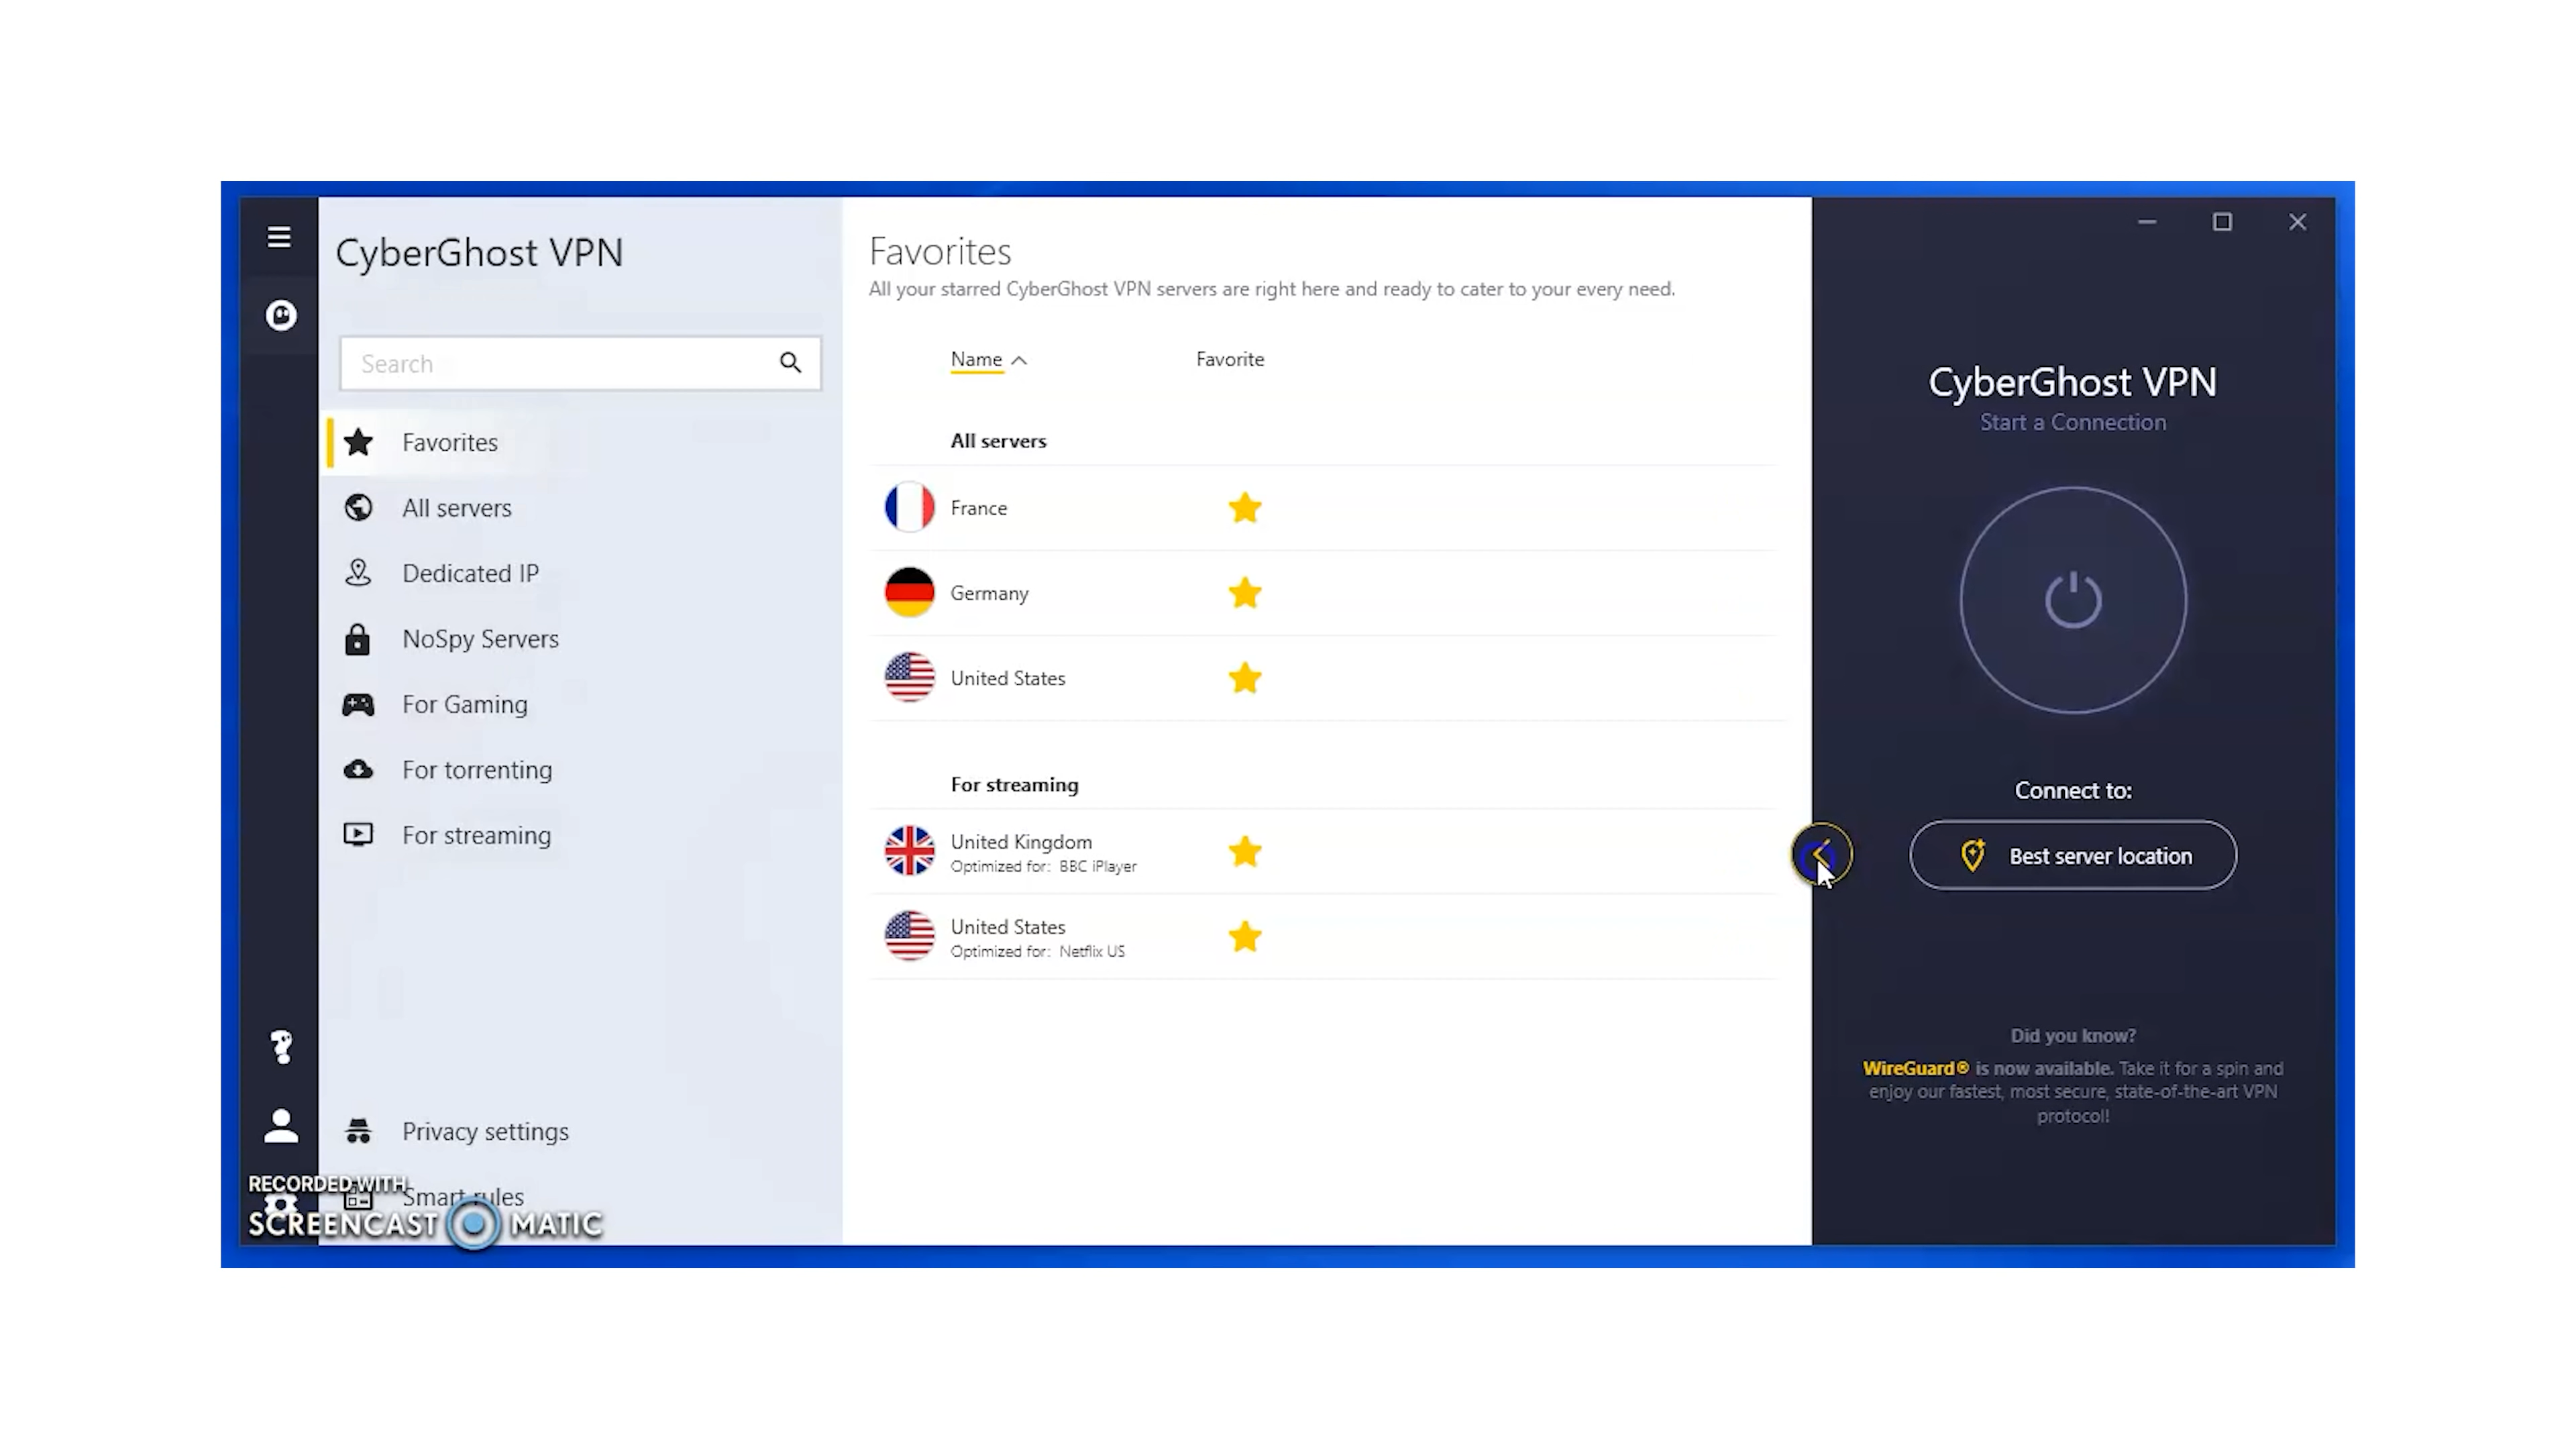 CyberGhost VPN
Search
Favorites
All servers
Dedicated IP
NoSpy Servers
For Gaming
For torrenting
For streaming
Privacy settings
Smart rules
RECORDED WITH
SCREENCAST MATIC
Favorites
All your starred CyberGhost VPN servers are right here and ready to cater to your every need.
Name Favorite
All servers
France
Germany
United States
For streaming
United Kingdom
Optimized for: BBC iPlayer
United States
Optimized for: Netflix US
CyberGhost VPN
Start a Connection
Connect to:
Best server location
Did you know?
WireGuard® is now available. Take it for a spin and
enjoy our fastest, most secure, state-of-the-art VPN
protocol!